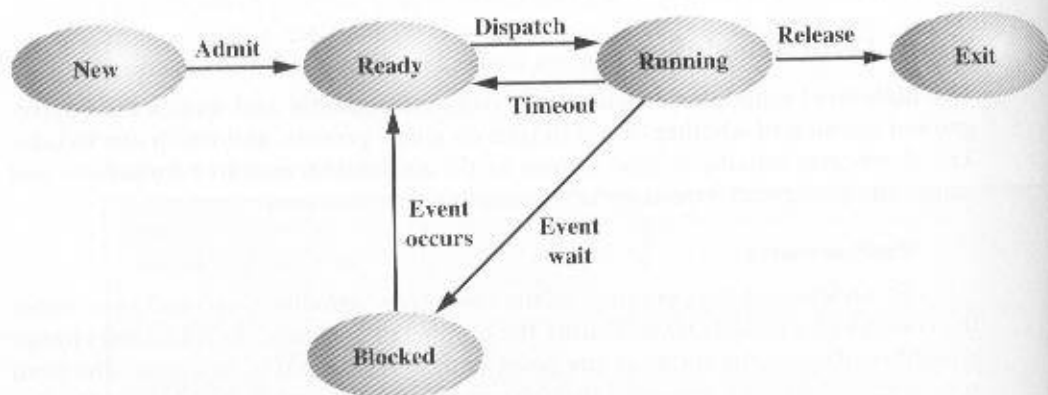 New
Admit
Ready
Dispatch
Timeout
Running
Release
Exit
Event
occurs
Event
wait
Blocked